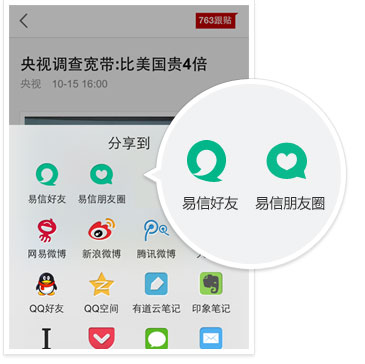 763跟贴
央视调查宽带:比美国贵4倍
央视 10-15 16:00
分享到
易信好友 易信朋友圈
易信好友 易信朋友圈
网易微博 新浪微博 腾讯微博
QQ好友 QQ空间 有道云笔记 印象笔记